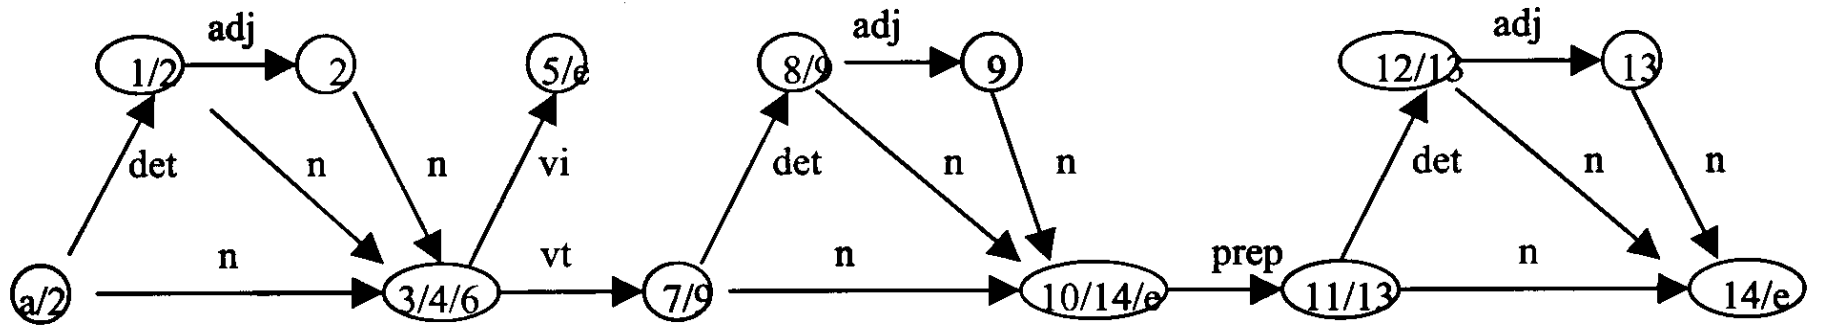 adj adj adj
1/2 2 5/e 8/9 9 12/13 13
det n n vi det n n det n n
n vt n prep n
a/2 3/4/6 7/9 10/14/e 11/13 14/e